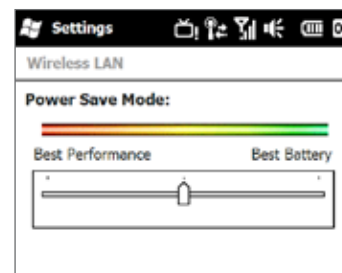 Settings
Wireless LAN
Power Save Mode:
Best Performance
Best Battery